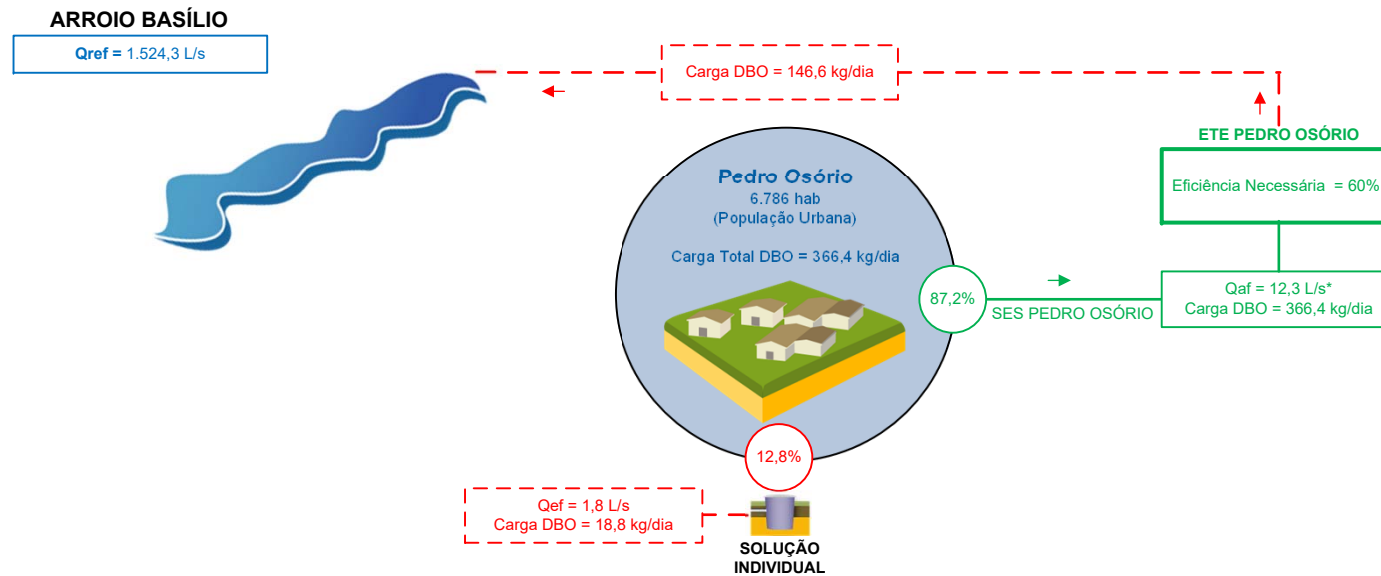 ARROIO BASÍLIO
Qref = 1.524,3 L/s
Carga DBO = 146,6 kg/dia
ETE PEDRO OSÓRIO
Eficiência Necessária = 60%
Pedro Osório
6.786 hab
(População Urbana)
Carga Total DBO = 366,4 kg/dia
87,2%
SES PEDRO OSÓRIO
Qaf = 12,3 L/s*
Carga DBO = 366,4 kg/dia
12,8%
Qef = 1,8 L/s
Carga DBO = 18,8 kg/dia
SOLUÇÃO
INDIVIDUAL